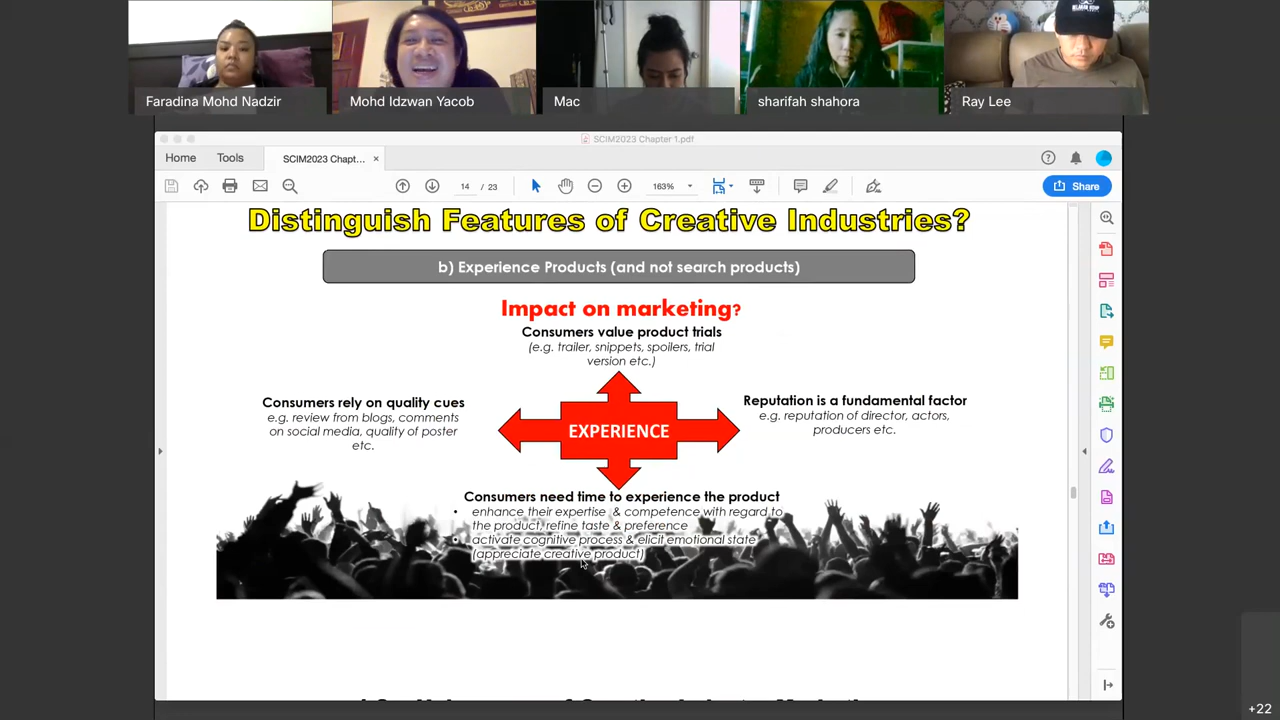 Faradina Mohd Nadzir
Mohd Idzwan Yacob
Mac
sharifah shahora
Ray Lee
SCIM2023 Chapter 1.pdf
Home
Tools
SCIM2023 Chapt... ×
14 / 23
163%
Share
Distinguish Features of Creative Industries?
b) Experience Products (and not search products)
Impact on marketing?
Consumers value product trials
(e.g. trailer, snippets, spoilers, trial
version etc.)
Consumers rely on quality cues
e.g. review from blogs, comments
on social media, quality of poster
etc.
EXPERIENCE
Reputation is a fundamental factor
e.g. reputation of director, actors,
producers etc.
Consumers need time to experience the product
• enhance their expertise & competence with regard to
the product, refine taste & preference
• activate cognitive process & elicit emotional state
(appreciate creative product)
+22